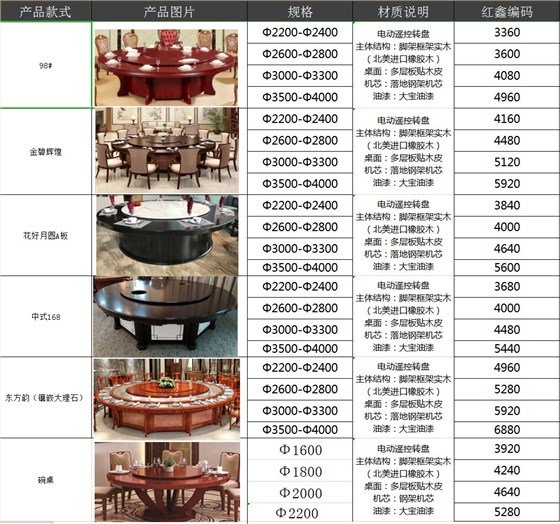 产品款式 产品图片 规格 材质说明 红鑫编码
98#
Φ2200-Φ2400 3360
Φ2600-Φ2800 3600
Φ3000-Φ3300 4080
Φ3500-Φ4000 4960
电动遥控转盘
主体结构：脚架框架实木
（北美进口橡胶木）
桌面：多层板贴木皮
机芯：落地钢架机芯
油漆：大宝油漆
金碧辉煌
Φ2200-Φ2400 4160
Φ2600-Φ2800 4480
Φ3000-Φ3300 5120
Φ3500-Φ4000 5920
电动遥控转盘
主体结构：脚架框架实木
（北美进口橡胶木）
桌面：多层板贴木皮
机芯：落地钢架机芯
油漆：大宝油漆
花好月圆A板
Φ2200-Φ2400 3840
Φ2600-Φ2800 4000
Φ3000-Φ3300 4640
Φ3500-Φ4000 5600
电动遥控转盘
主体结构：脚架框架实木
（北美进口橡胶木）
桌面：多层板贴木皮
机芯：落地钢架机芯
油漆：大宝油漆
中式168
Φ2200-Φ2400 3680
Φ2600-Φ2800 4000
Φ3000-Φ3300 4480
Φ3500-Φ4000 5440
电动遥控转盘
主体结构：脚架框架实木
（北美进口橡胶木）
桌面：多层板贴木皮
机芯：落地钢架机芯
油漆：大宝油漆
东方韵（镶嵌大理石）
Φ2200-Φ2400 4960
Φ2600-Φ2800 5280
Φ3000-Φ3300 5920
Φ3500-Φ4000 6880
电动遥控转盘
主体结构：脚架框架实木
（北美进口橡胶木）
桌面：多层板贴木皮
机芯：落地钢架机芯
油漆：大宝油漆
碗桌
Φ1600 3920
Φ1800 4240
Φ2000 4640
Φ2200 5280
电动遥控转盘
主体结构：脚架框架实木
（北美进口橡胶木）
桌面：多层板贴木皮
机芯：钢架机芯
油漆：大宝油漆